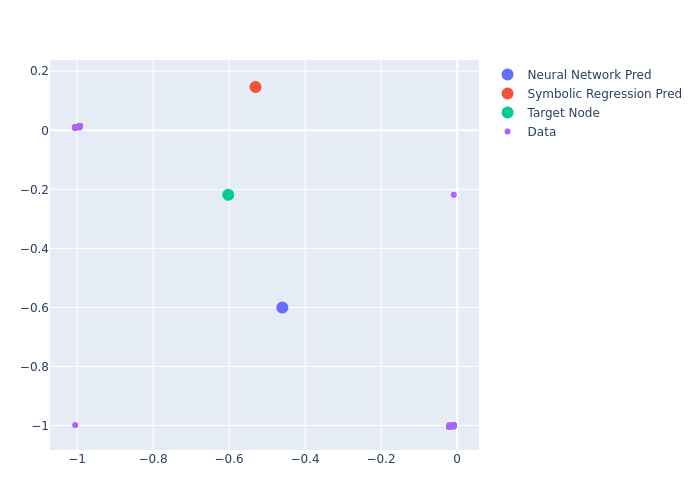 0.2
0
−0.2
−0.4
−0.6
−0.8
−1
−1 −0.8 −0.6 −0.4 −0.2 0
Neural Network Pred
Symbolic Regression Pred
Target Node
Data